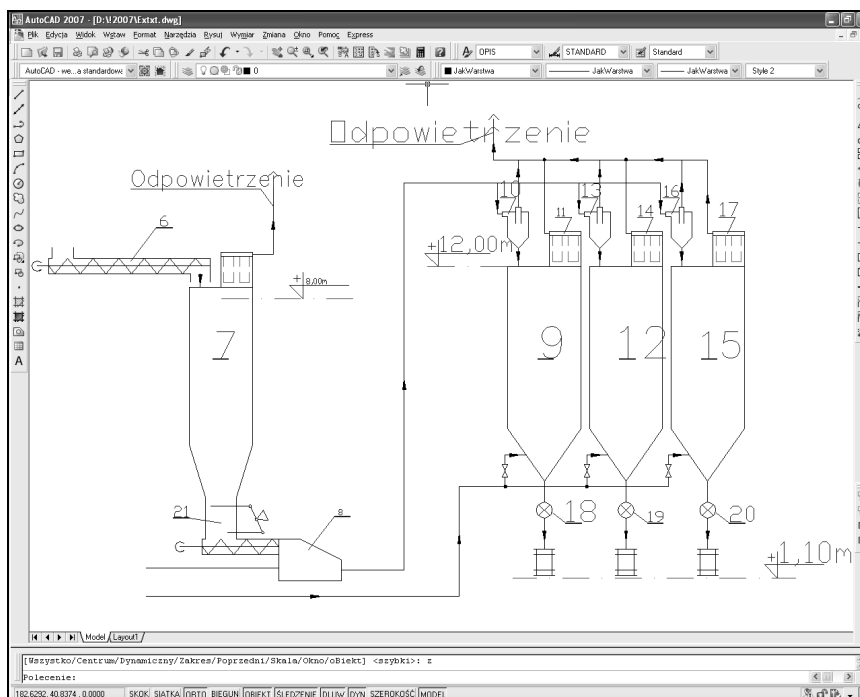 AutoCAD 2007 - [D:\!2007\Extxt.dwg]
Plik Edycja Widok Wstaw Format Narzędzia Rysuj Wymiar Zmiana Okno Pomoc Express
OPIS STANDARD Standard
AutoCAD - we...a standardowa 0 JakWarstwa JakWarstwa JakWarstwa Style 2
Odpowietrzenie
Odpowietrzenie
6
10 13 16
11 14 17
+12,00m
+8,00m
7 9 12 15
21 8 18 19 20
+1,10m
Model Layout1
[Wszystko/Centrum/Dynamiczny/Zakres/Poprzedni/Skala/Okno/oBiekt] <szybki>: z
Polecenie:
182.6292, 40.8374 , 0.0000 SKOK SIATKA ORTO BIEGUN OBIEKT ŚLEDZENIE DLUW DYN SZEROKOŚĆ MODEL